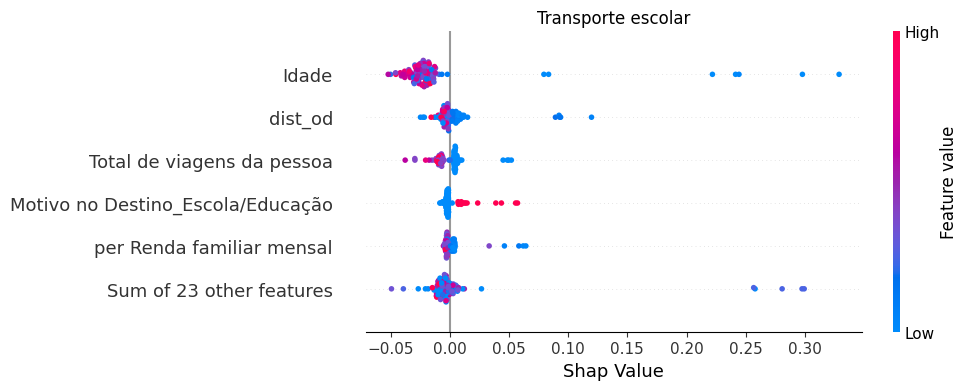 Transporte escolar
High
Idade
dist_od
Total de viagens da pessoa
Motivo no Destino_Escola/Educação
per Renda familiar mensal
Sum of 23 other features
Feature value
Low
−0.05 0.00 0.05 0.10 0.15 0.20 0.25 0.30
Shap Value